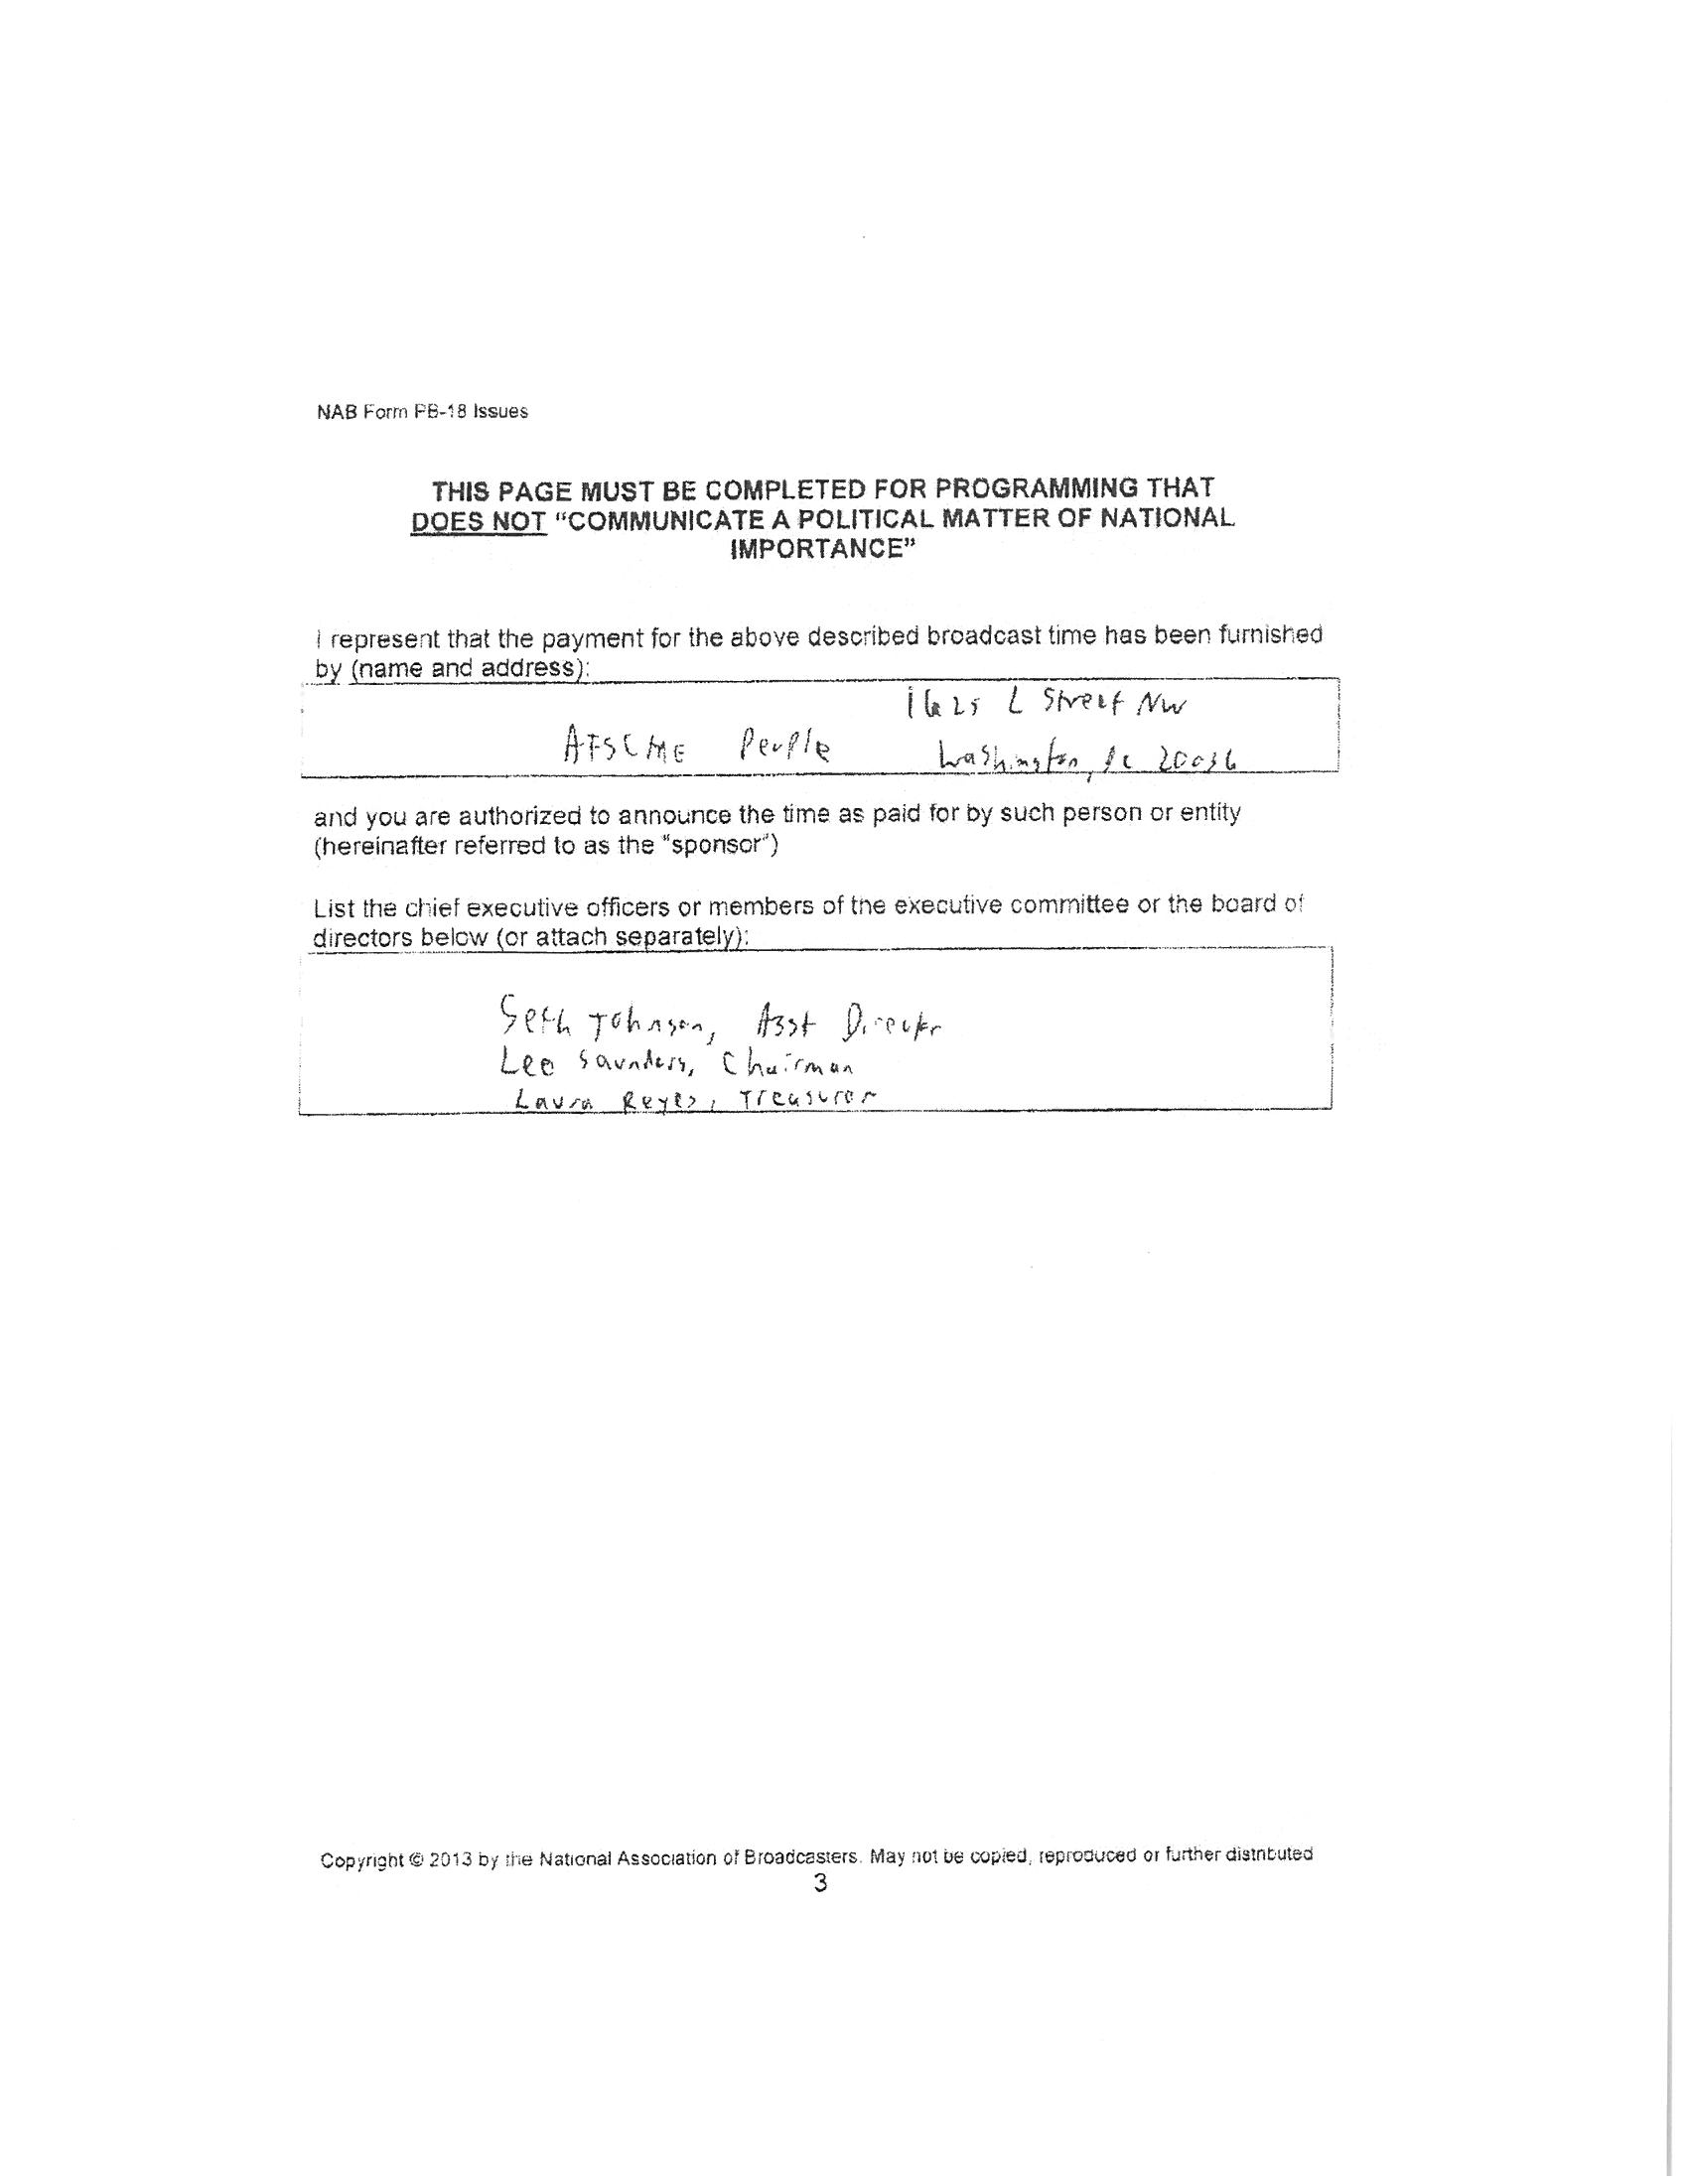 NAB Form PB-18 Issues
THIS PAGE MUST BE COMPLETED FOR PROGRAMMING THAT
DOES NOT "COMMUNICATE A POLITICAL MATTER OF NATIONAL
IMPORTANCE"
I represent that the payment for the above described broadcast time has been furnished
by (name and address):
1625 L Street NW
AFSCME People Washington, DC 20036
and you are authorized to announce the time as paid for by such person or entity
(hereinafter referred to as the "sponsor")
List the chief executive officers or members of the executive committee or the board of
directors below (or attach separately):
Seth Johnson, Asst Director
Lee Saunders, Chairman
Laura Reyes, Treasurer
Copyright © 2013 by the National Association of Broadcasters. May not be copied, reproduced or further distributed
3